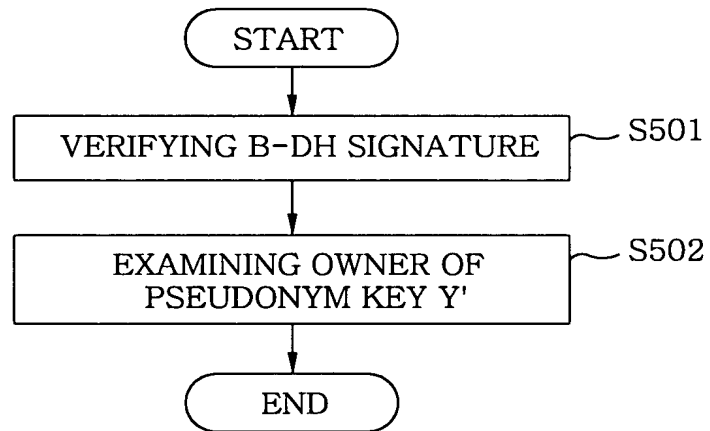 START
VERIFYING B-DH SIGNATURE
S501
EXAMINING OWNER OF
PSEUDONYM KEY Y'
S502
END